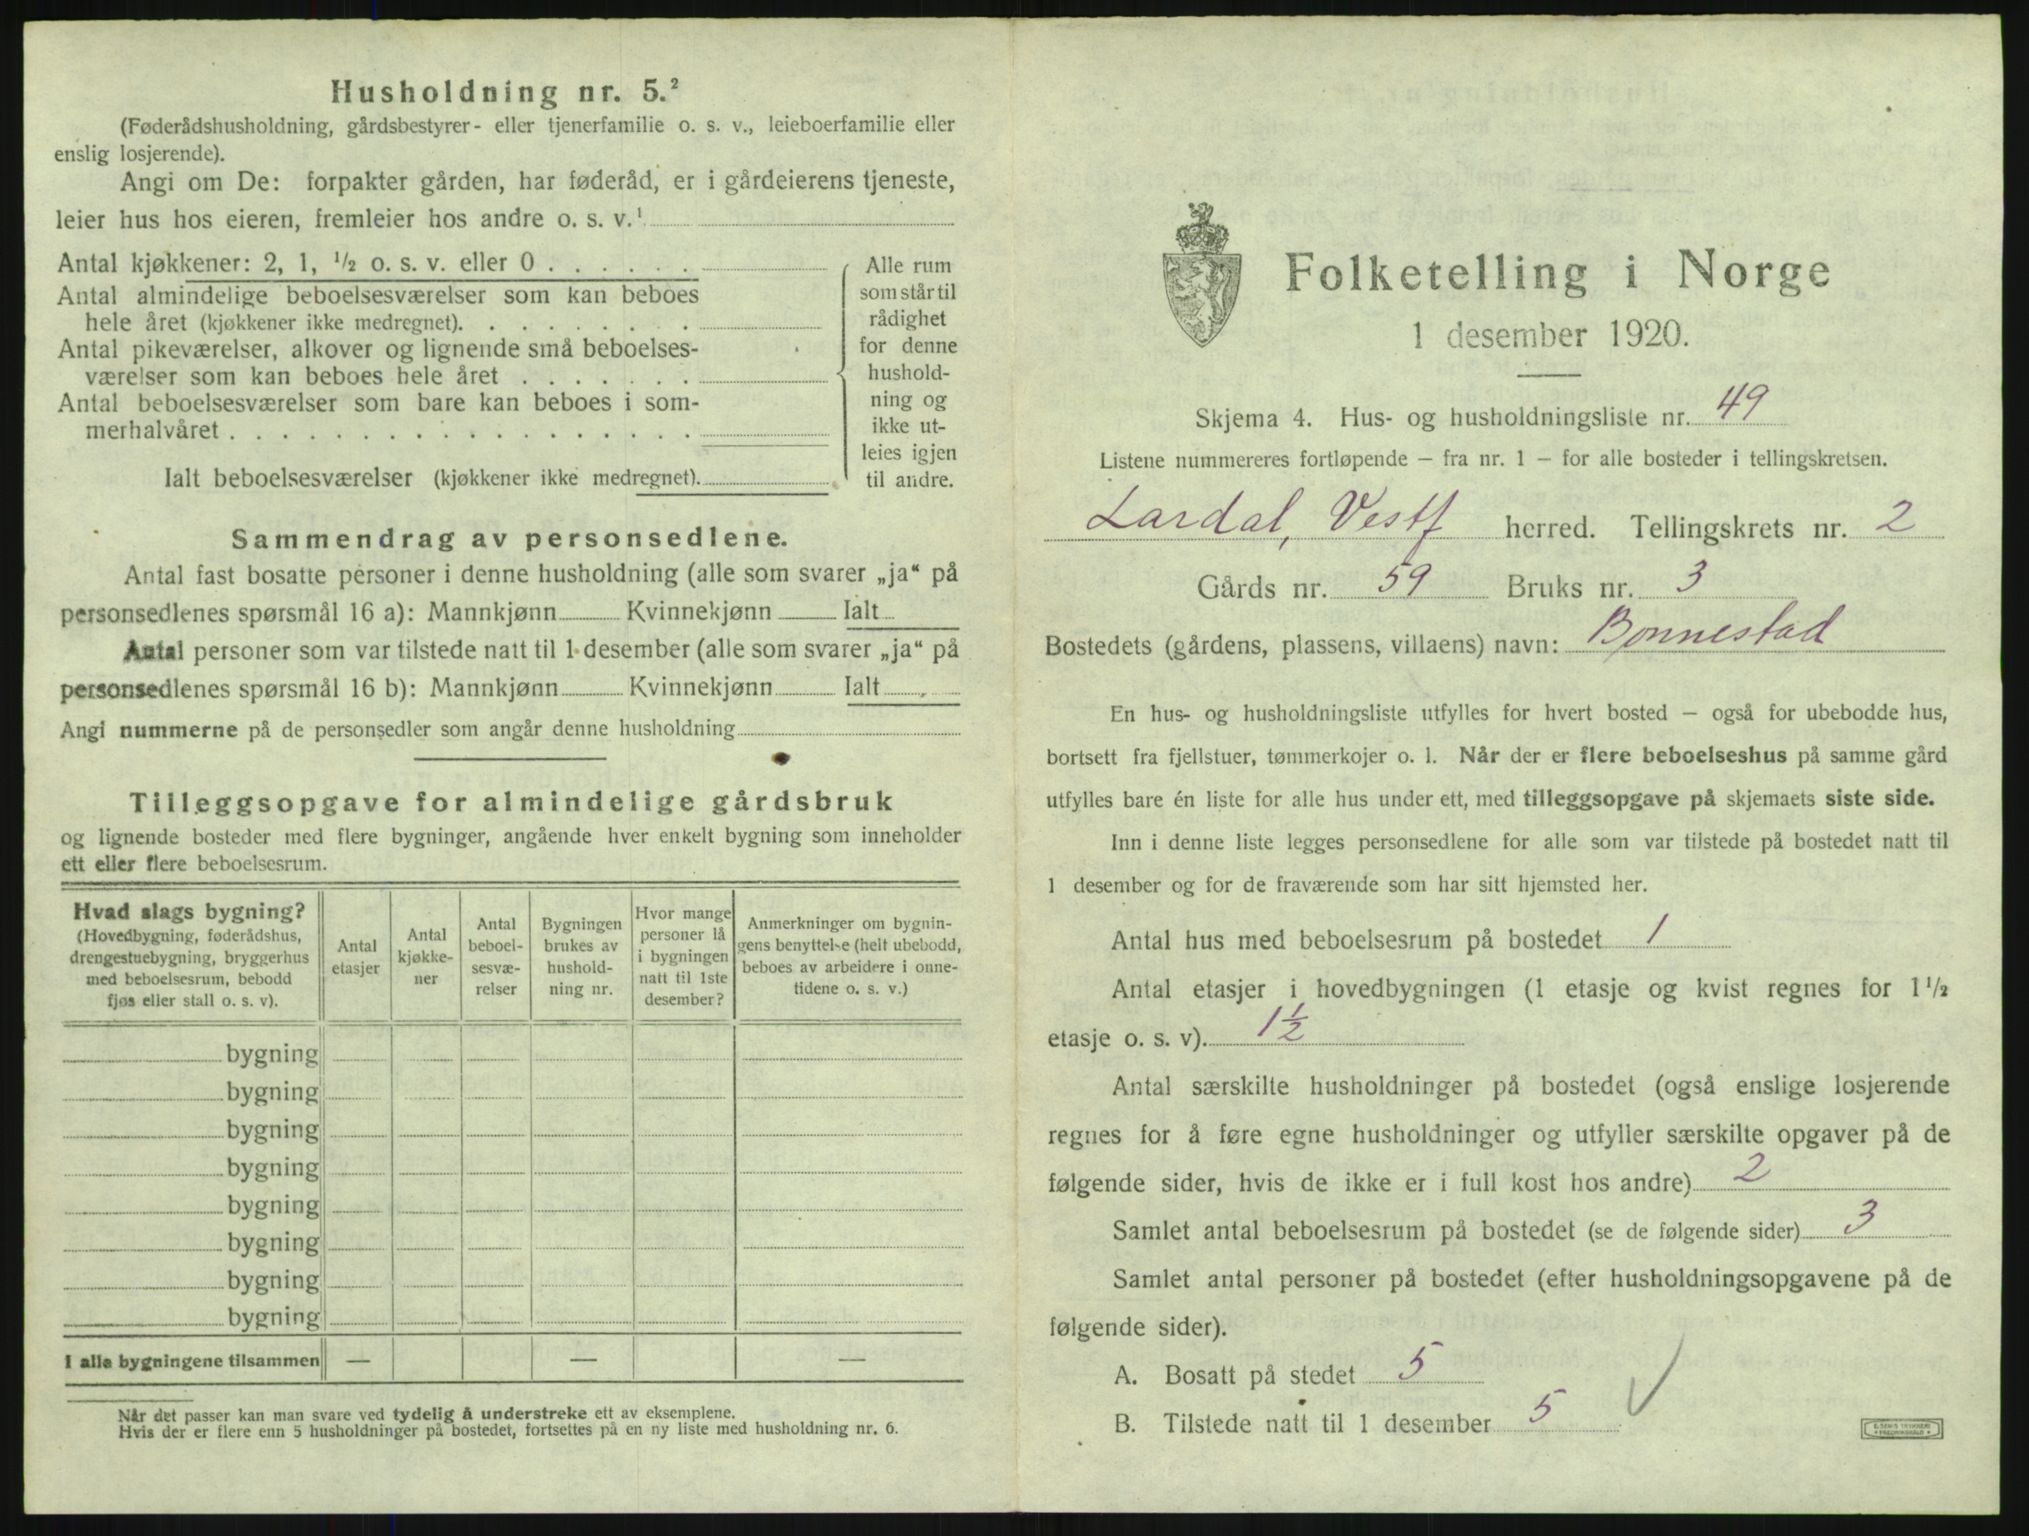 Husholdning nr. 5.²
(Føderådshusholdning, gårdsbestyrer- eller tjenerfamilie o. s. v., leieboerfamilie eller
enslig losjerende).
Angi om De: forpakter gården, har føderåd, er i gårdeierens tjeneste,
leier hus hos eieren, fremleier hos andre o. s. v.¹
Antal kjøkkener: 2, 1, ½ o. s. v. eller 0 . . . . . .
Antal almindelige beboelsesværelser som kan beboes
hele året (kjøkkener ikke medregnet). . . . . . . . .
Antal pikeværelser, alkover og lignende små beboelses-
værelser som kan beboes hele året . . . . . . .
Antal beboelsesværelser som bare kan beboes i som-
merhalvåret . . . . . . . . . . . . . . . . . .
Ialt beboelsesværelser (kjøkkener ikke medregnet).
Alle rum
som står til
rådighet
for denne
hushold-
ning og
ikke ut-
leies igjen
til andre.
Sammendrag av personsedlene.
Antal fast bosatte personer i denne husholdning (alle som svarer „ja“ på
personsedlenes spørsmål 16 a): Mannkjønn Kvinnekjønn Ialt
Antal personer som var tilstede natt til 1 desember (alle som svarer „ja“ på
personsedlenes spørsmål 16 b): Mannkjønn Kvinnekjønn Ialt
Angi nummerne på de personsedler som angår denne husholdning
Tilleggsopgave for almindelige gårdsbruk
og lignende bosteder med flere bygninger, angående hver enkelt bygning som inneholder
ett eller flere beboelsesrum.
Hvad slags bygning?
(Hovedbygning, føderådshus,
drengestuebygning, bryggerhus
med beboelsesrum, bebodd
fjøs eller stall o. s. v).
Antal
etasjer
Antal
kjøkke-
ner
Antal
beboel-
sesvæ-
relser
Bygningen
brukes av
hushold-
ning nr.
Hvor mange
personer lå
i bygningen
natt til 1ste
desember?
Anmerkninger om bygnin-
gens benyttelse (helt ubebodd,
beboes av arbeidere i onne-
tidene o. s. v.)
bygning
bygning
bygning
bygning
bygning
bygning
bygning
bygning
I alle bygningene tilsammen — — —
Når det passer kan man svare ved tydelig å understreke ett av eksemplene.
Hvis der er flere enn 5 husholdninger på bostedet, fortsettes på en ny liste med husholdning nr. 6.
Folketelling i Norge
1 desember 1920.
Skjema 4. Hus- og husholdningsliste nr. 49
Listene nummereres fortløpende — fra nr. 1 — for alle bosteder i tellingskretsen.
Lardal, Vestf herred. Tellingskrets nr. 2
Gårds nr. 59 Bruks nr. 3
Bostedets (gårdens, plassens, villaens) navn: Bonnestad
En hus- og husholdningsliste utfylles for hvert bosted — også for ubebodde hus,
bortsett fra fjellstuer, tømmerkojer o. l. Når der er flere beboelseshus på samme gård
utfylles bare én liste for alle hus under ett, med tilleggsopgave på skjemaets siste side.
Inn i denne liste legges personsedlene for alle som var tilstede på bostedet natt til
1 desember og for de fraværende som har sitt hjemsted her.
Antal hus med beboelsesrum på bostedet 1
Antal etasjer i hovedbygningen (1 etasje og kvist regnes for 1½
etasje o. s. v). 1½
Antal særskilte husholdninger på bostedet (også enslige losjerende
regnes for å føre egne husholdninger og utfyller særskilte opgaver på de
følgende sider, hvis de ikke er i full kost hos andre) 2
Samlet antal beboelsesrum på bostedet (se de følgende sider) 3
Samlet antal personer på bostedet (efter husholdningsopgavene på de
følgende sider).
A. Bosatt på stedet 5
B. Tilstede natt til 1 desember 5